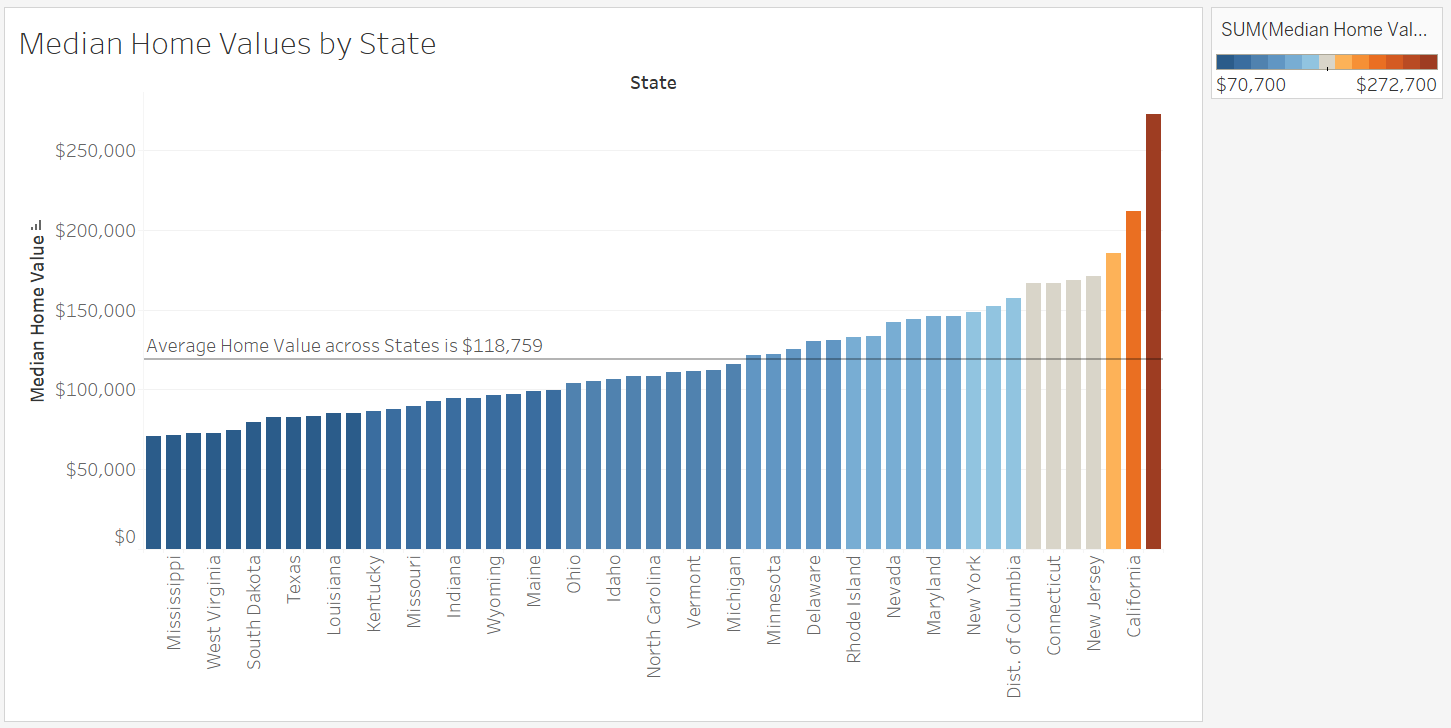 Median Home Values by State
SUM(Median Home Val...
$70,700
$272,700
State
Median Home Value
$250,000
$200,000
$150,000
Average Home Value across States is $118,759
$100,000
$50,000
$0
Mississippi
West Virginia
South Dakota
Texas
Louisiana
Kentucky
Missouri
Indiana
Wyoming
Maine
Ohio
Idaho
North Carolina
Vermont
Michigan
Minnesota
Delaware
Rhode Island
Nevada
Maryland
New York
Dist. of Columbia
Connecticut
New Jersey
California